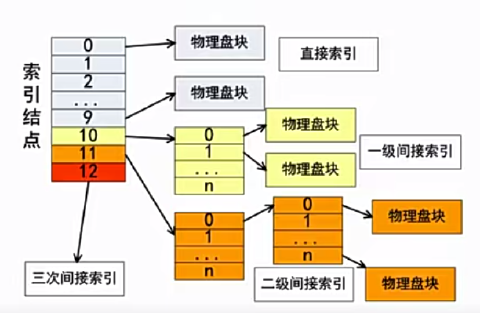 索引结点
0
1
2
...
9
10
11
12
物理盘块
物理盘块
直接索引
0
1
...
n
物理盘块
物理盘块
一级间接索引
0
1
...
n
0
1
...
n
物理盘块
物理盘块
二级间接索引
三次间接索引